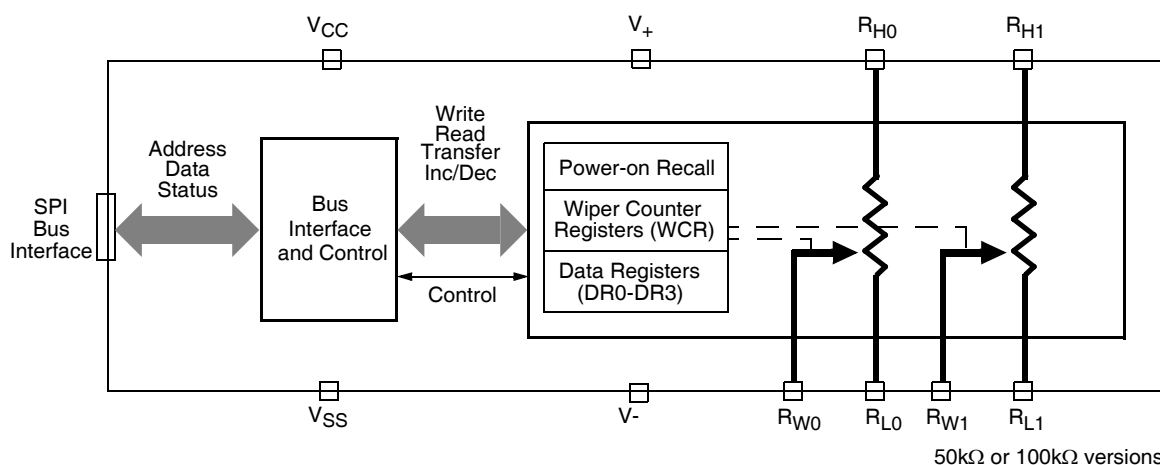 VCC
V+
RH0
RH1
Address
Data
Status
Write
Read
Transfer
Inc/Dec
SPI
Bus
Interface
Bus
Interface
and Control
Power-on Recall
Wiper Counter
Registers (WCR)
Data Registers
(DR0-DR3)
Control
VSS
V-
RW0
RL0
RW1
RL1
50kΩ or 100kΩ versions